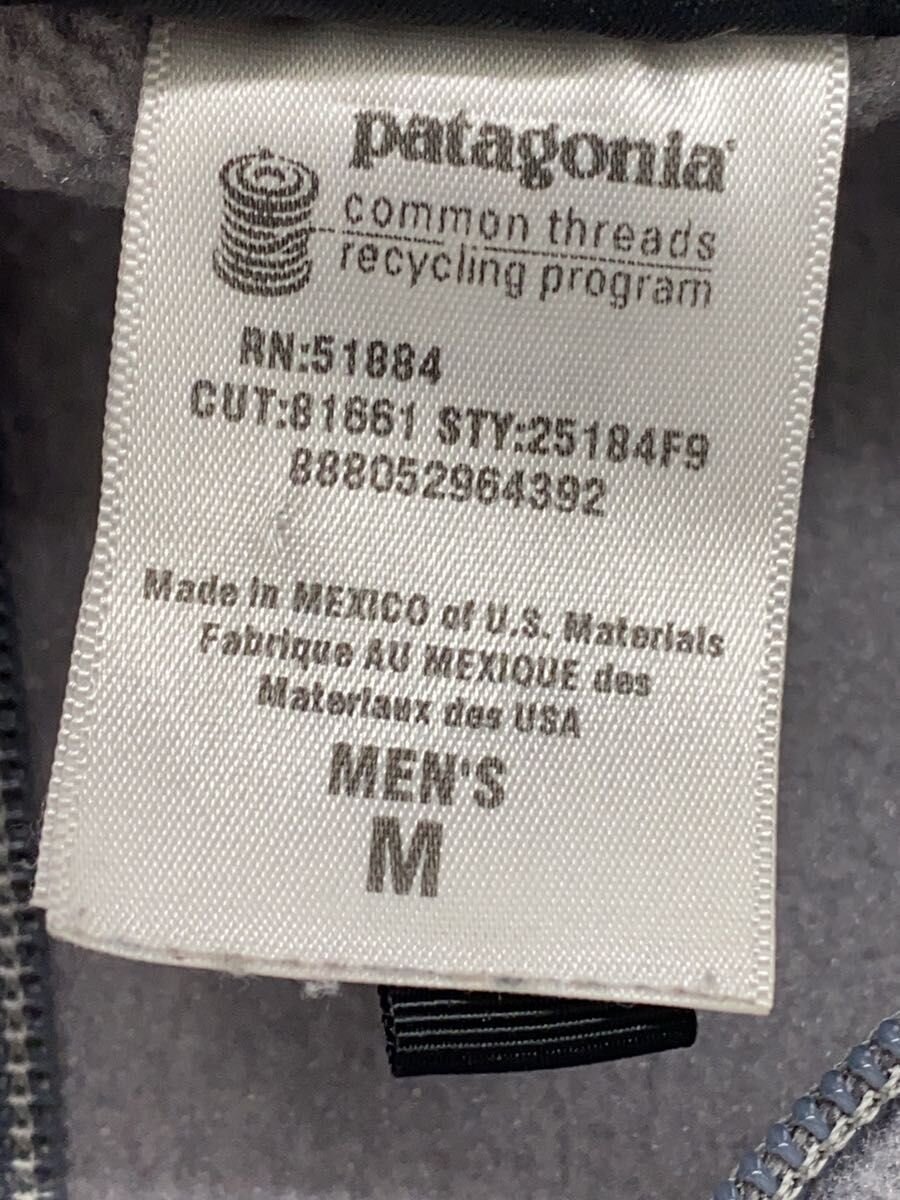 patagonia
common threads
recycling program
RN:51884
CUT:81661 STY:25184F9
888052964392
Made in MEXICO of U.S. Materials
Fabrique AU MEXIQUE des
Materiaux des USA
MEN'S
M